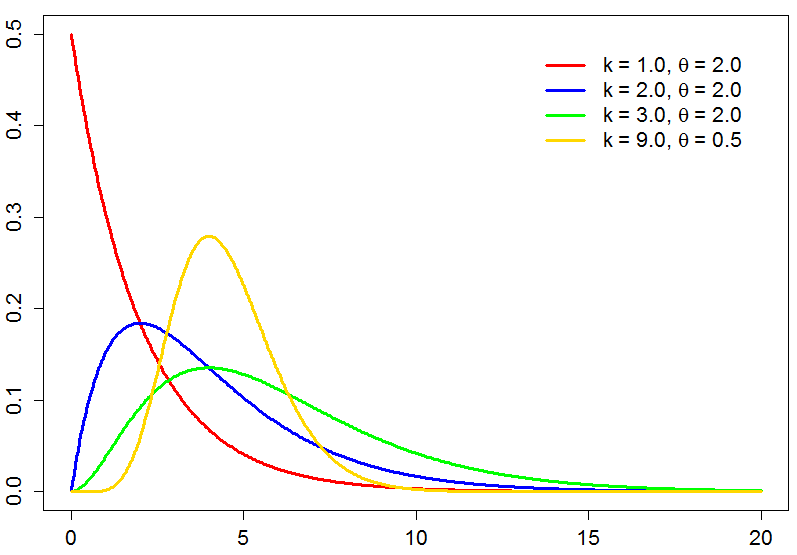 0.5
0.4
0.3
0.2
0.1
0.0
0 5 10 15 20
k = 1.0, θ = 2.0
k = 2.0, θ = 2.0
k = 3.0, θ = 2.0
k = 9.0, θ = 0.5